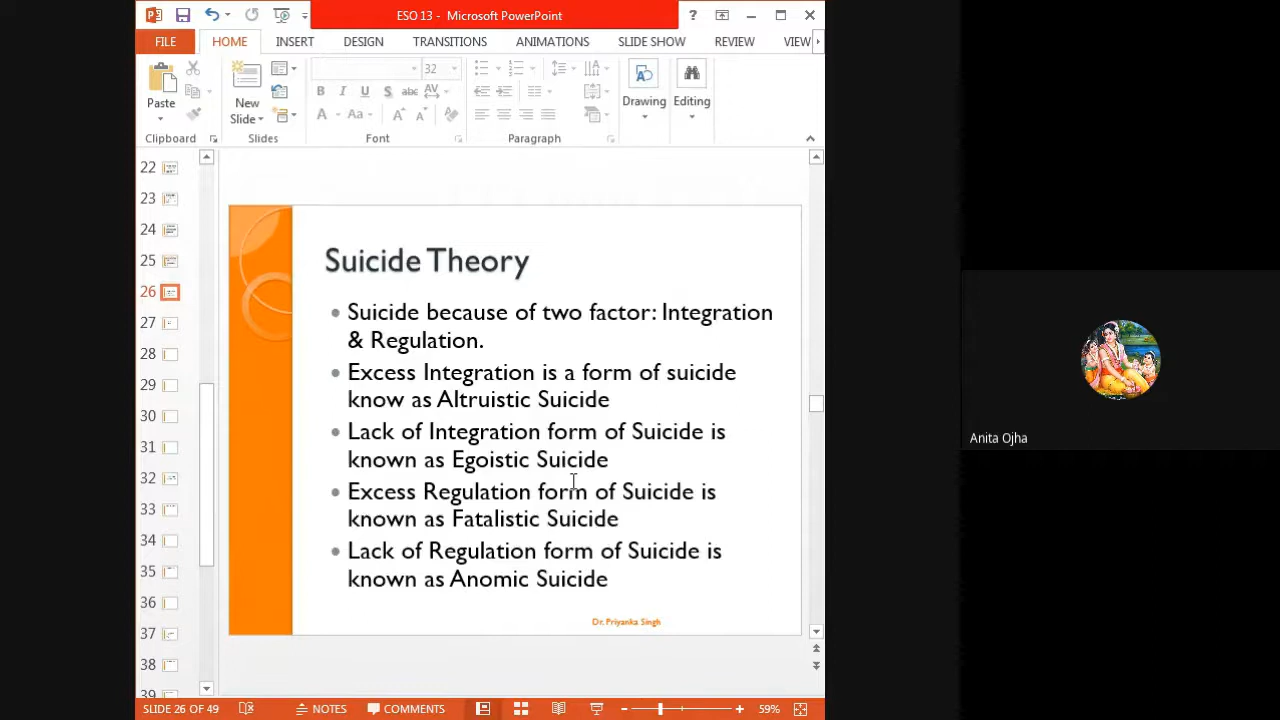 ESO 13 - Microsoft PowerPoint
FILE HOME INSERT DESIGN TRANSITIONS ANIMATIONS SLIDE SHOW REVIEW VIEW
32
Paste
New
Slide
Drawing
Editing
Clipboard Slides Font Paragraph
22
23
24
25
26
27
28
29
30
31
32
33
34
35
36
37
38
39
Suicide Theory
Suicide because of two factor: Integration
& Regulation.
Excess Integration is a form of suicide
know as Altruistic Suicide
Lack of Integration form of Suicide is
known as Egoistic Suicide
Excess Regulation form of Suicide is
known as Fatalistic Suicide
Lack of Regulation form of Suicide is
known as Anomic Suicide
Dr. Priyanka Singh
Anita Ojha
SLIDE 26 OF 49 NOTES COMMENTS 59%